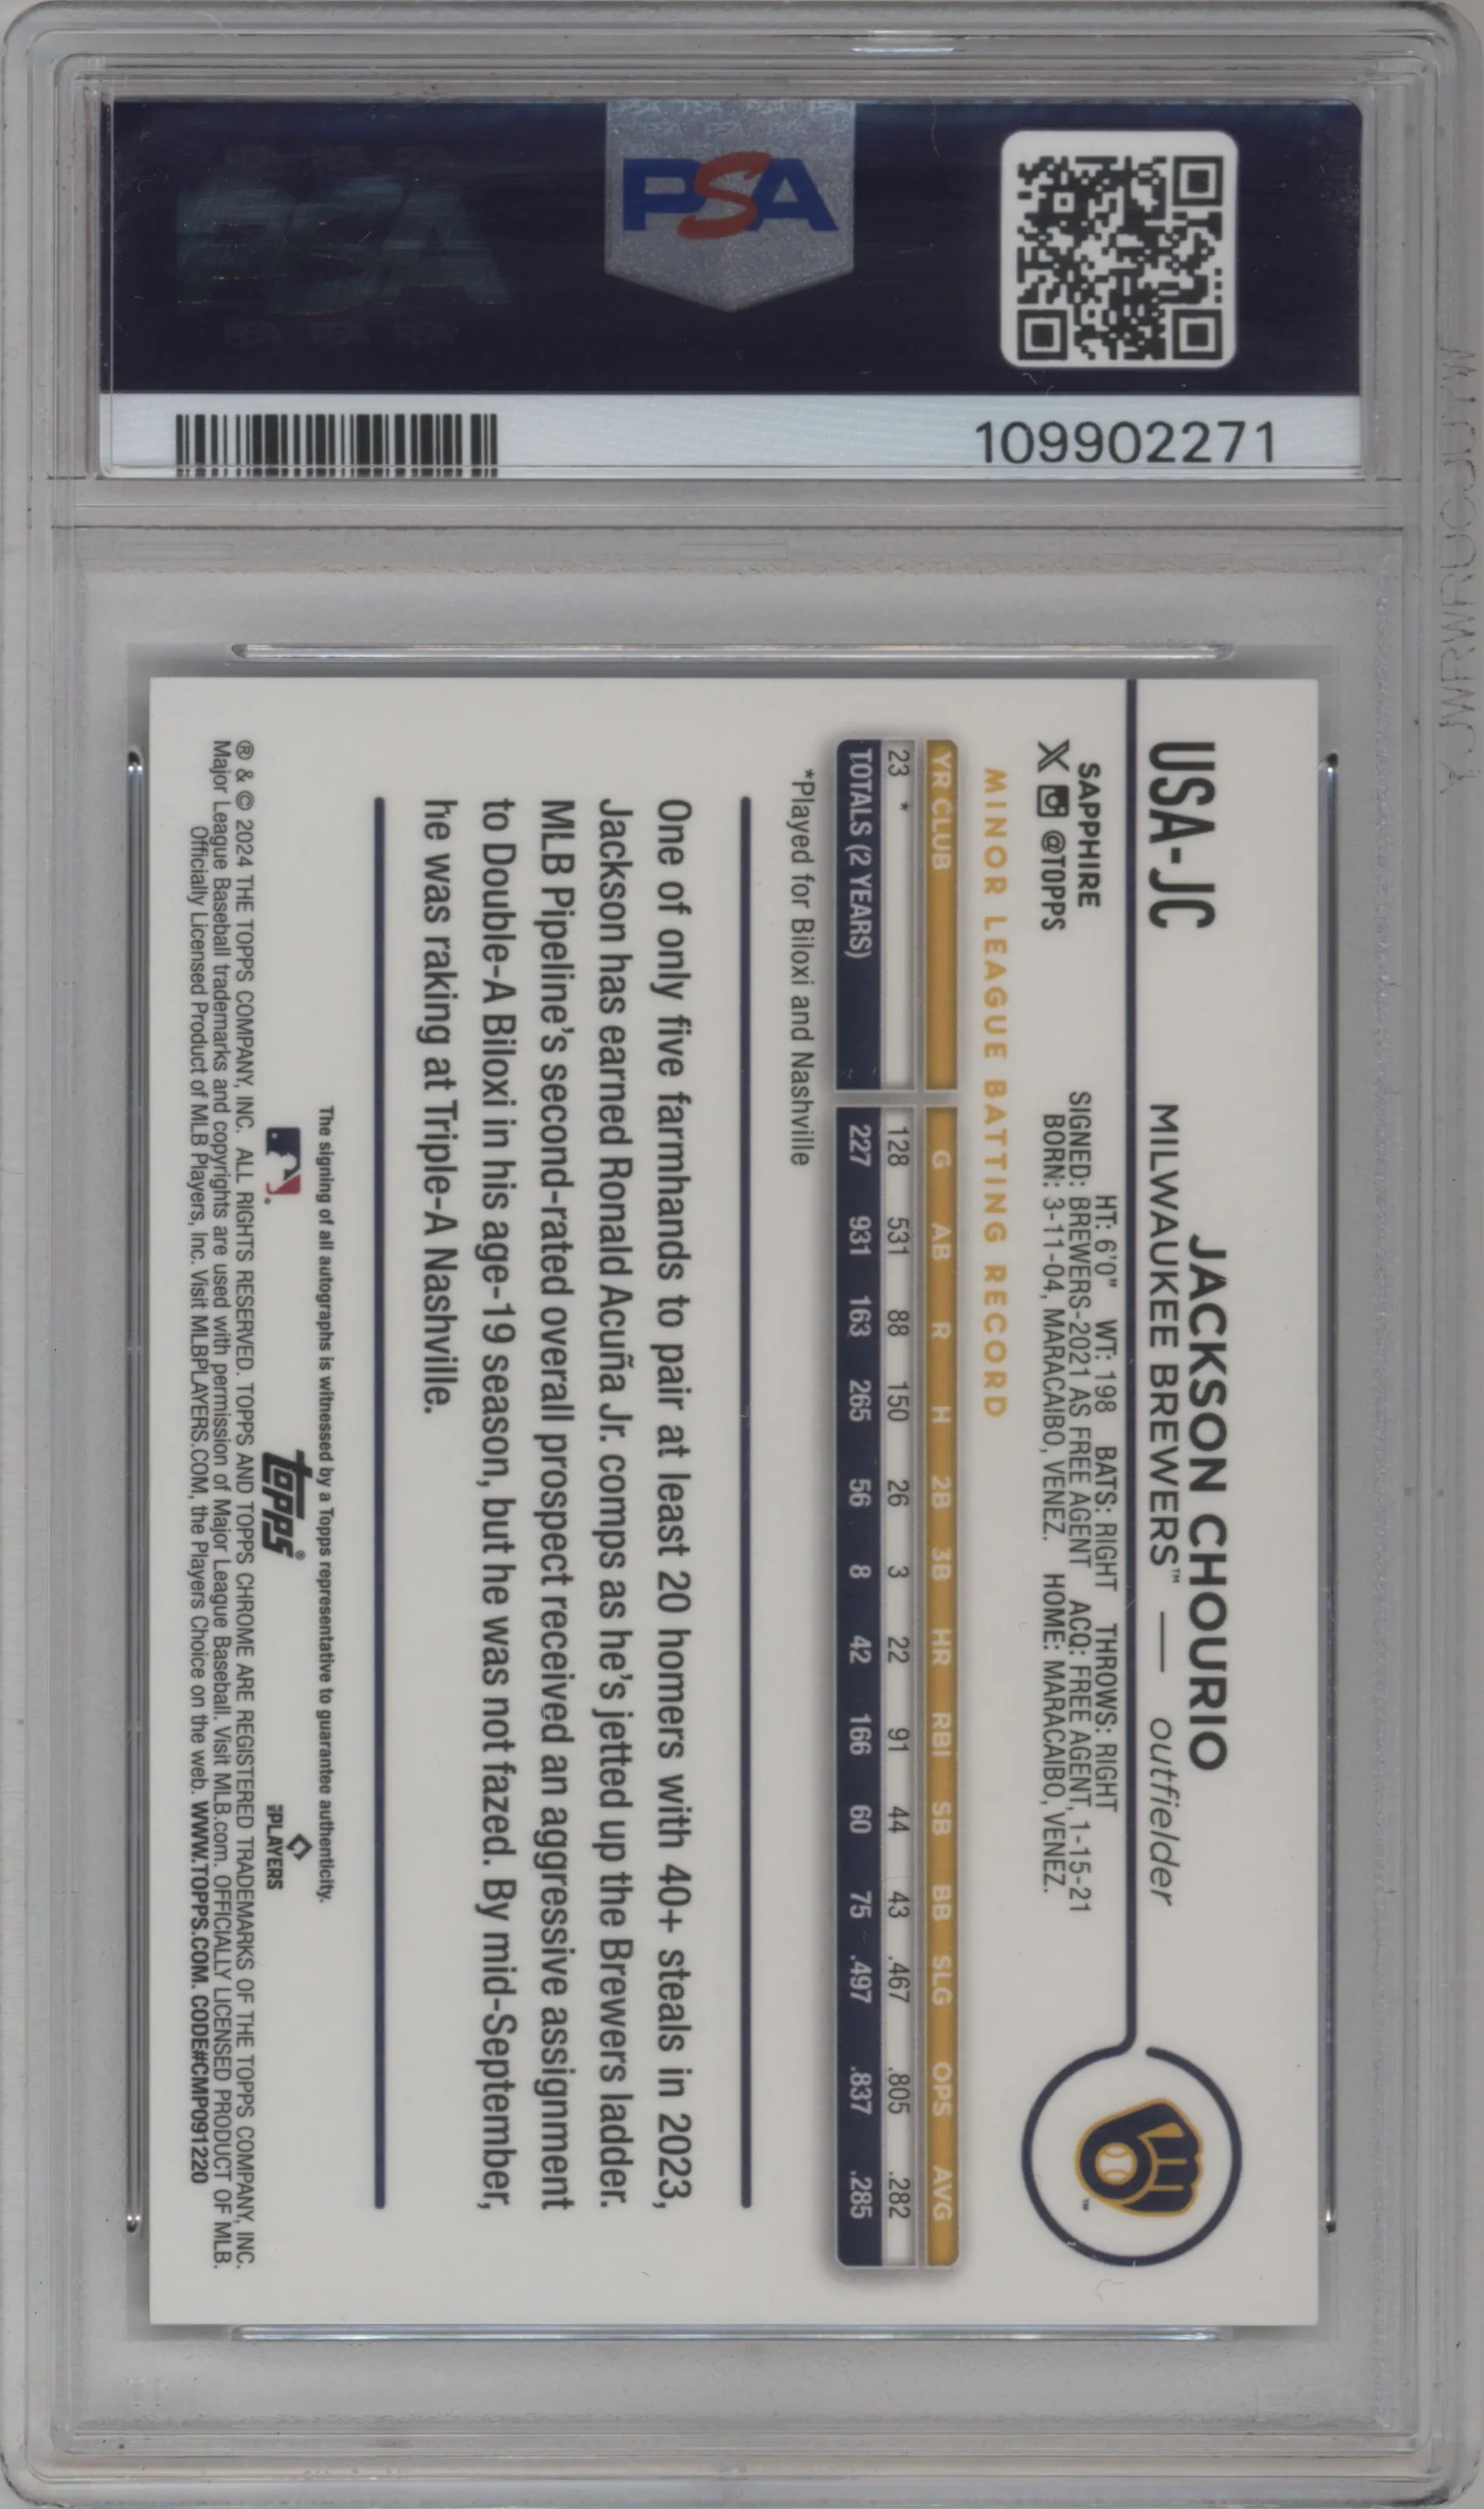 PSA
109902271
USA-JC
JACKSON CHOURIO
MILWAUKEE BREWERS™ — outfielder
SAPPHIRE
X @TOPPS
HT: 6'0" WT: 198 BATS: RIGHT THROWS: RIGHT
SIGNED: BREWERS-2021 AS FREE AGENT ACQ: FREE AGENT, 1-15-21
BORN: 3-11-04, MARACAIBO, VENEZ. HOME: MARACAIBO, VENEZ.
MINOR LEAGUE BATTING RECORD
YR CLUB G AB R H 2B 3B HR RBI SB BB SLG OPS AVG
23 * 128 531 88 150 26 3 22 91 44 43 .467 .805 .282
TOTALS (2 YEARS) 227 931 163 265 56 8 42 166 60 75 .497 .837 .285
*Played for Biloxi and Nashville
One of only five farmhands to pair at least 20 homers with 40+ steals in 2023,
Jackson has earned Ronald Acuña Jr. comps as he's jetted up the Brewers ladder.
MLB Pipeline's second-rated overall prospect received an aggressive assignment
to Double-A Biloxi in his age-19 season, but he was not fazed. By mid-September,
he was raking at Triple-A Nashville.
The signing of all autographs is witnessed by a Topps representative to guarantee authenticity.
topps® PLAYERS
® & © 2024 THE TOPPS COMPANY, INC. ALL RIGHTS RESERVED. TOPPS AND TOPPS CHROME ARE REGISTERED TRADEMARKS OF THE TOPPS COMPANY, INC.
Major League Baseball trademarks and copyrights are used with permission of Major League Baseball. Visit MLB.com. OFFICIALLY LICENSED PRODUCT OF MLB.
Officially Licensed Product of MLB Players, Inc. Visit MLBPLAYERS.COM, the Players Choice on the web. WWW.TOPPS.COM. CODE#CMP091220